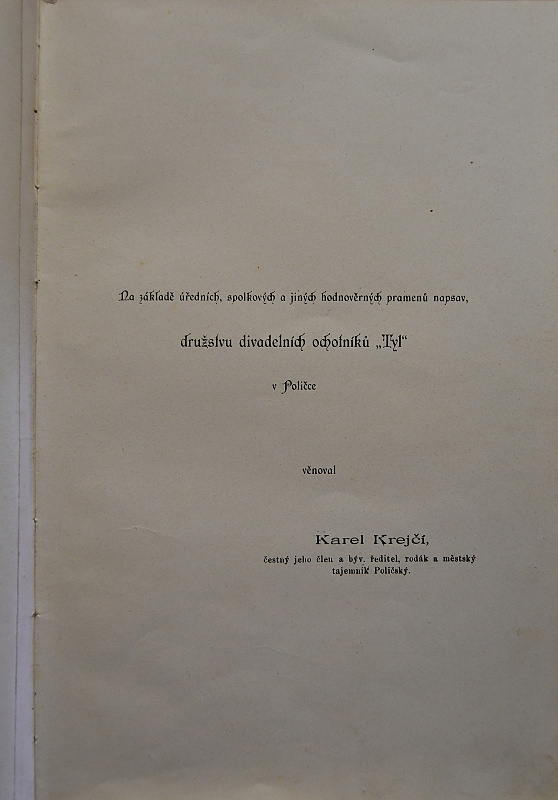 Na základě úředních, spolkových a jiných hodnověrných pramenů napsav,
družstvu divadelních ochotníků „Tyl“
v Poličce
věnoval
Karel Krejčí,
čestný jeho člen a býv. ředitel, rodák a městský
tajemník Poličský.